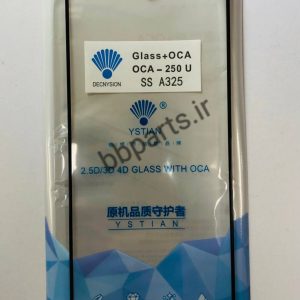 Glass+OCA
OCA-250 U
DECNYSION
SS A325
bbparts.ir
®
YSTIAN
2.5D/3D 4D GLASS WITH OCA
原机品质守护者
YSTIAN